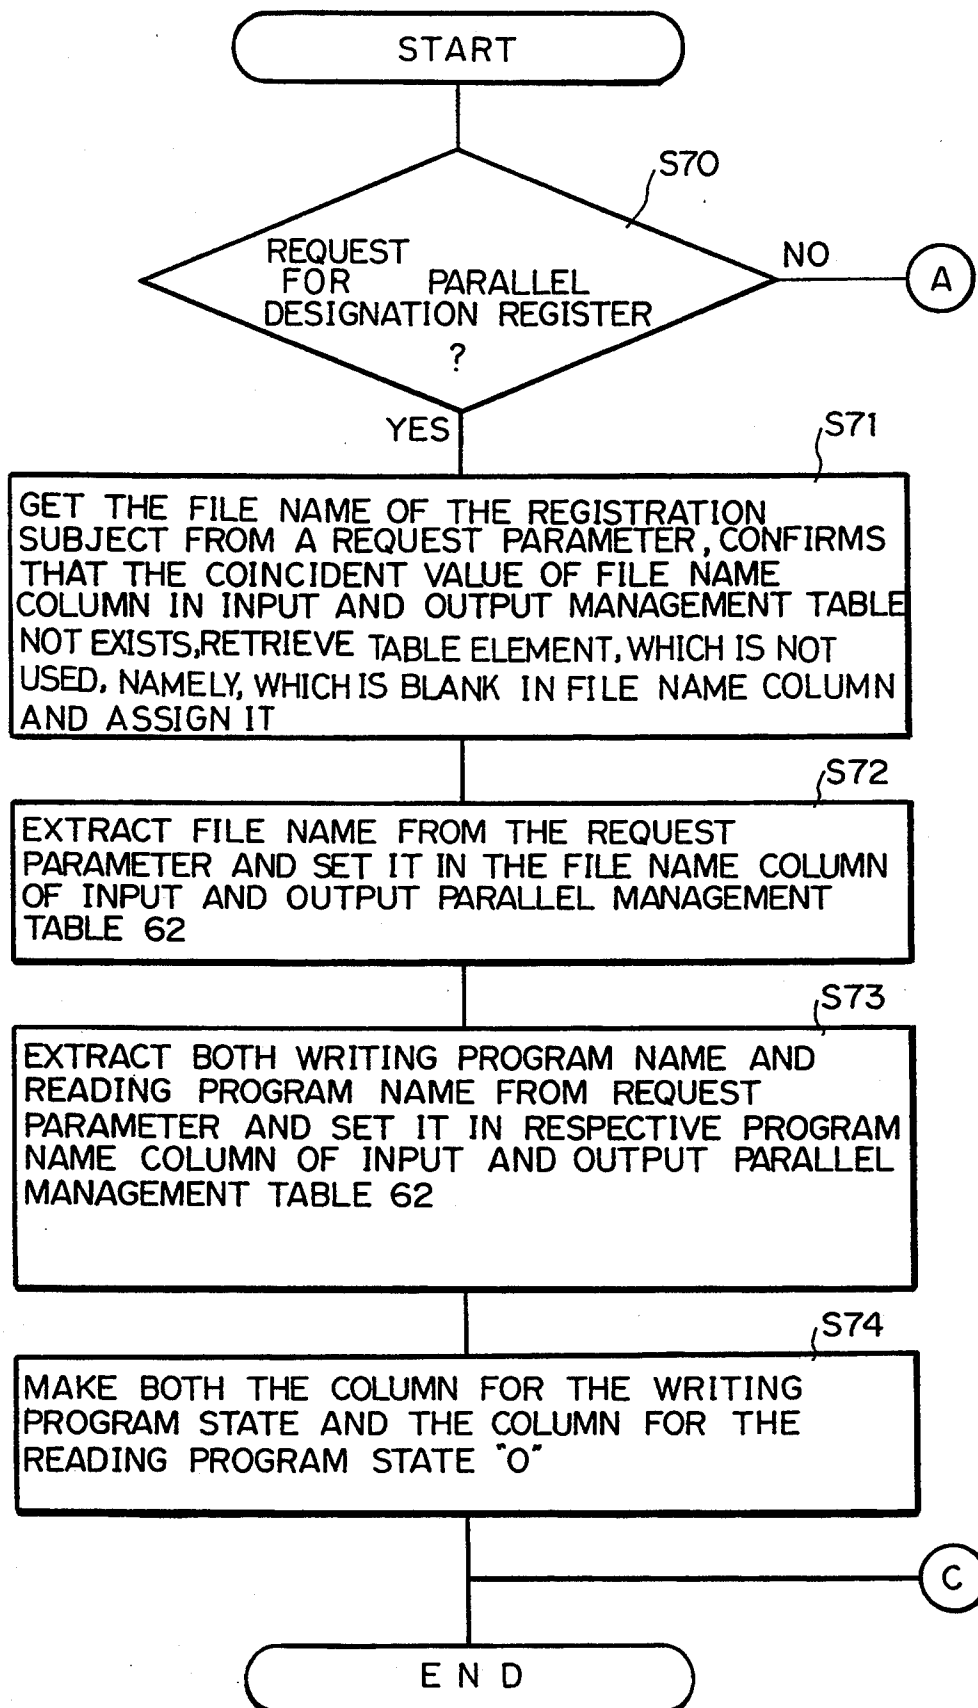 START
S70
REQUEST
FOR PARALLEL
DESIGNATION REGISTER
?
NO
A
YES
S71
GET THE FILE NAME OF THE REGISTRATION
SUBJECT FROM A REQUEST PARAMETER, CONFIRMS
THAT THE COINCIDENT VALUE OF FILE NAME
COLUMN IN INPUT AND OUTPUT MANAGEMENT TABLE
NOT EXISTS, RETRIEVE TABLE ELEMENT, WHICH IS NOT
USED, NAMELY, WHICH IS BLANK IN FILE NAME COLUMN
AND ASSIGN IT
S72
EXTRACT FILE NAME FROM THE REQUEST
PARAMETER AND SET IT IN THE FILE NAME COLUMN
OF INPUT AND OUTPUT PARALLEL MANAGEMENT
TABLE 62
S73
EXTRACT BOTH WRITING PROGRAM NAME AND
READING PROGRAM NAME FROM REQUEST
PARAMETER AND SET IT IN RESPECTIVE PROGRAM
NAME COLUMN OF INPUT AND OUTPUT PARALLEL
MANAGEMENT TABLE 62
S74
MAKE BOTH THE COLUMN FOR THE WRITING
PROGRAM STATE AND THE COLUMN FOR THE
READING PROGRAM STATE "0"
C
END